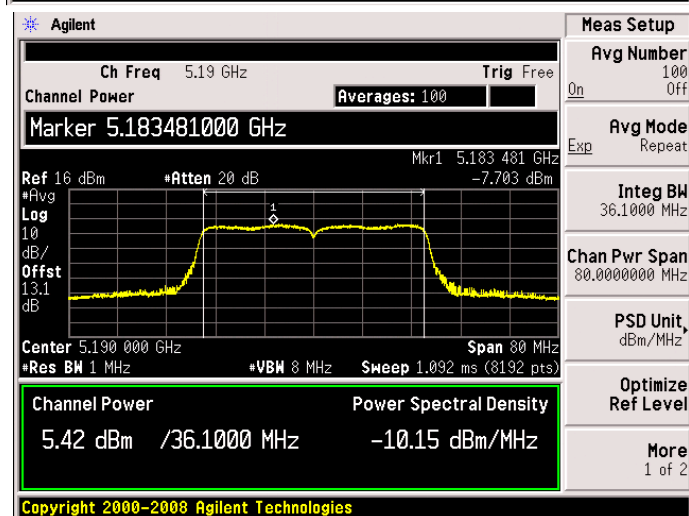 Agilent
Meas Setup
Ch Freq 5.19 GHz Trig Free
Channel Power Averages: 100
Marker 5.183481000 GHz
Mkr1 5.183 481 GHz
Ref 16 dBm #Atten 20 dB -7.703 dBm
#Avg
Log
10
dB/
Offst
13.1
dB
1
Center 5.190 000 GHz Span 80 MHz
#Res BW 1 MHz #VBW 8 MHz Sweep 1.092 ms (8192 pts)
Channel Power Power Spectral Density
5.42 dBm /36.1000 MHz -10.15 dBm/MHz
Copyright 2000-2008 Agilent Technologies
Avg Number
100
On Off
Avg Mode
Exp Repeat
Integ BW
36.1000 MHz
Chan Pwr Span
80.0000000 MHz
PSD Unit
dBm/MHz
Optimize
Ref Level
More
1 of 2